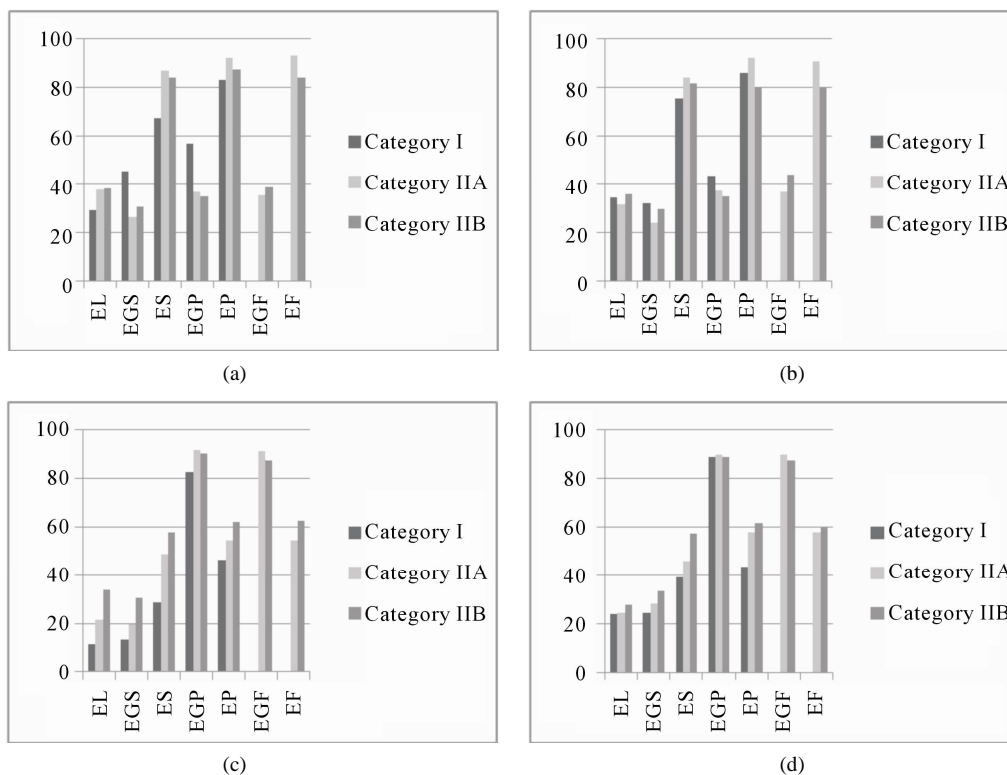 100
80
60
40
20
0
EL
EGS
ES
EGP
EP
EGF
EF
Category I
Category IIA
Category IIB
(a)
100
80
60
40
20
0
EL
EGS
ES
EGP
EP
EGF
EF
Category I
Category IIA
Category IIB
(b)
100
80
60
40
20
0
EL
EGS
ES
EGP
EP
EGF
EF
Category I
Category IIA
Category IIB
(c)
100
80
60
40
20
0
EL
EGS
ES
EGP
EP
EGF
EF
Category I
Category IIA
Category IIB
(d)